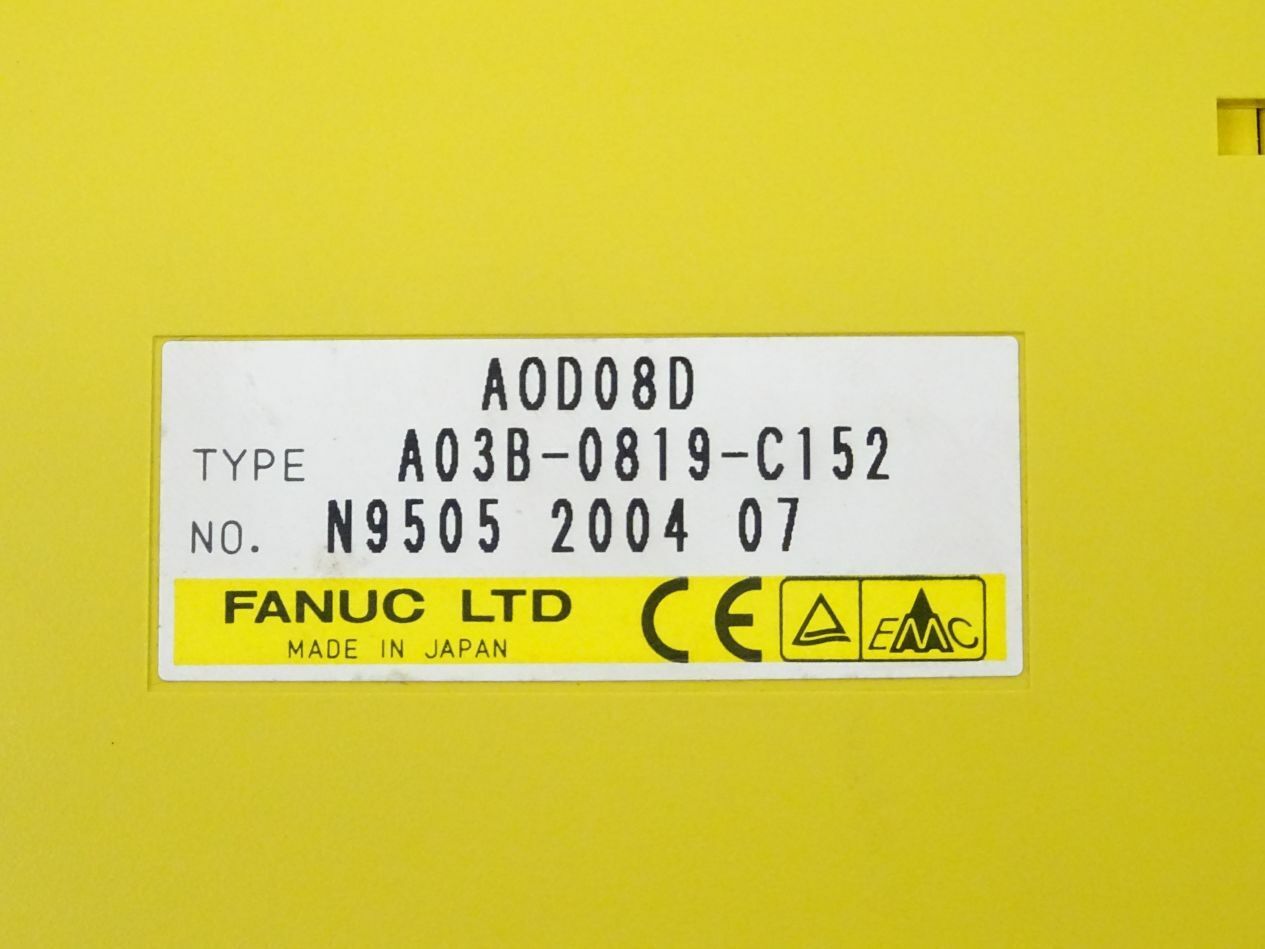 AOD08D
TYPE A03B-0819-C152
NO. N9505 2004 07
FANUC LTD
MADE IN JAPAN
CE
EMC